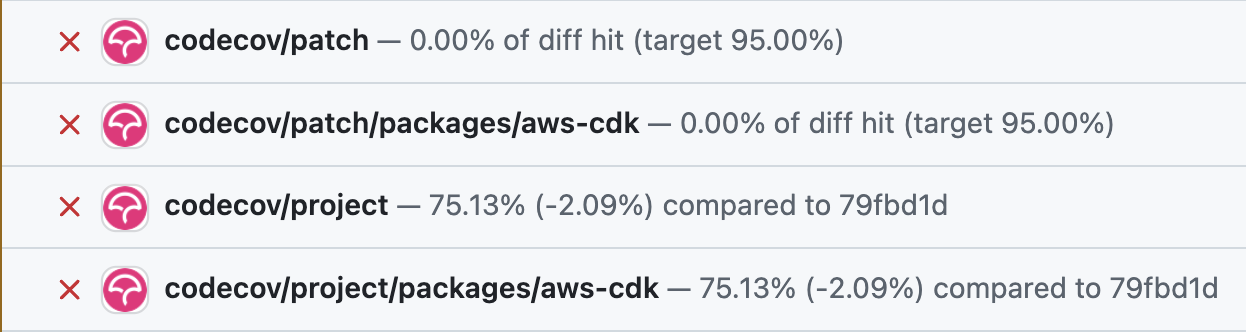 codecov/patch — 0.00% of diff hit (target 95.00%)
codecov/patch/packages/aws-cdk — 0.00% of diff hit (target 95.00%)
codecov/project — 75.13% (-2.09%) compared to 79fbd1d
codecov/project/packages/aws-cdk — 75.13% (-2.09%) compared to 79fbd1d